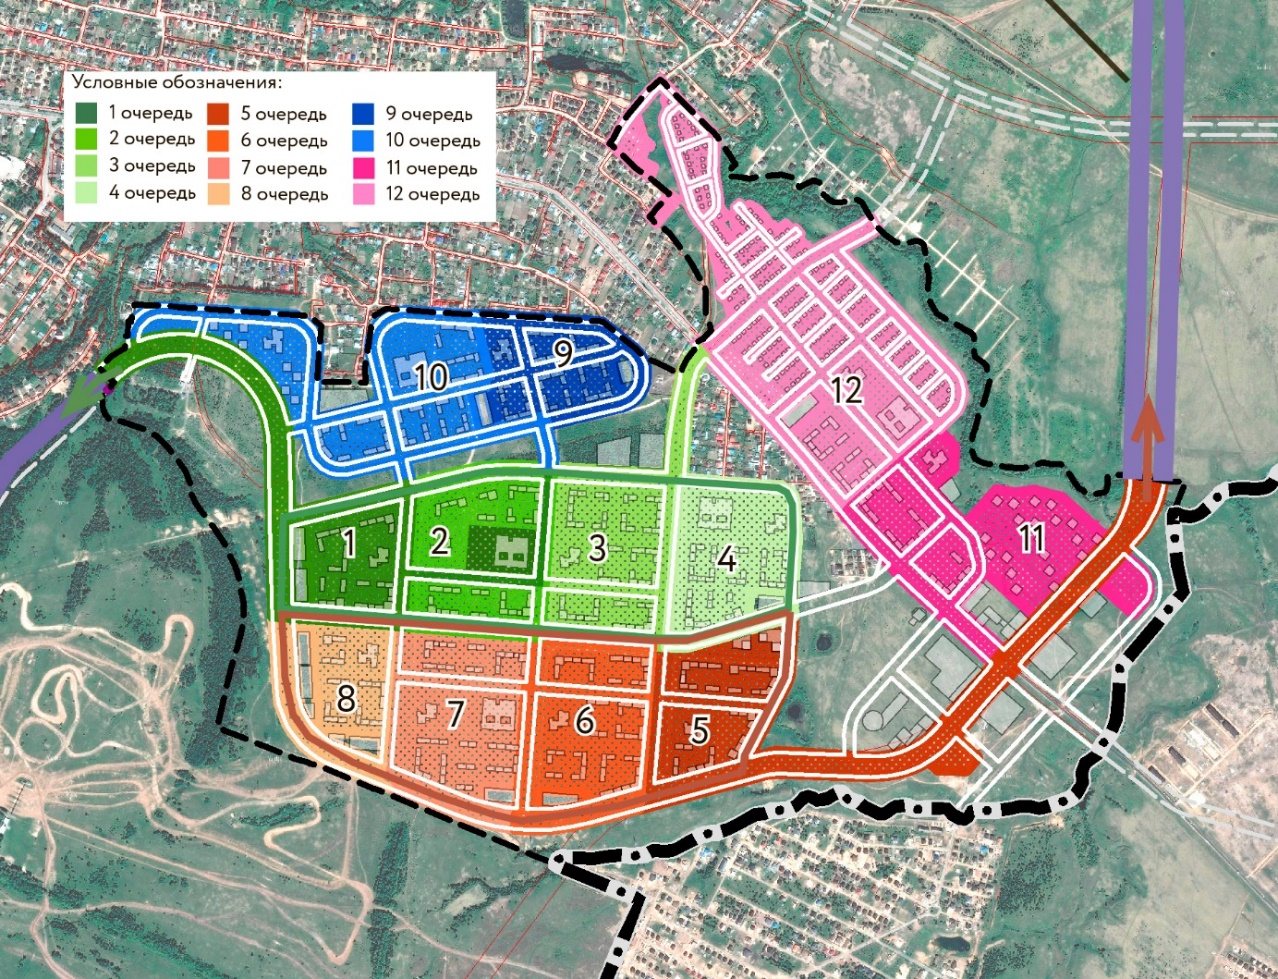 Условные обозначения:
1 очередь
2 очередь
3 очередь
4 очередь
5 очередь
6 очередь
7 очередь
8 очередь
9 очередь
10 очередь
11 очередь
12 очередь
9
10
12
11
1
2
3
4
8
7
6
5